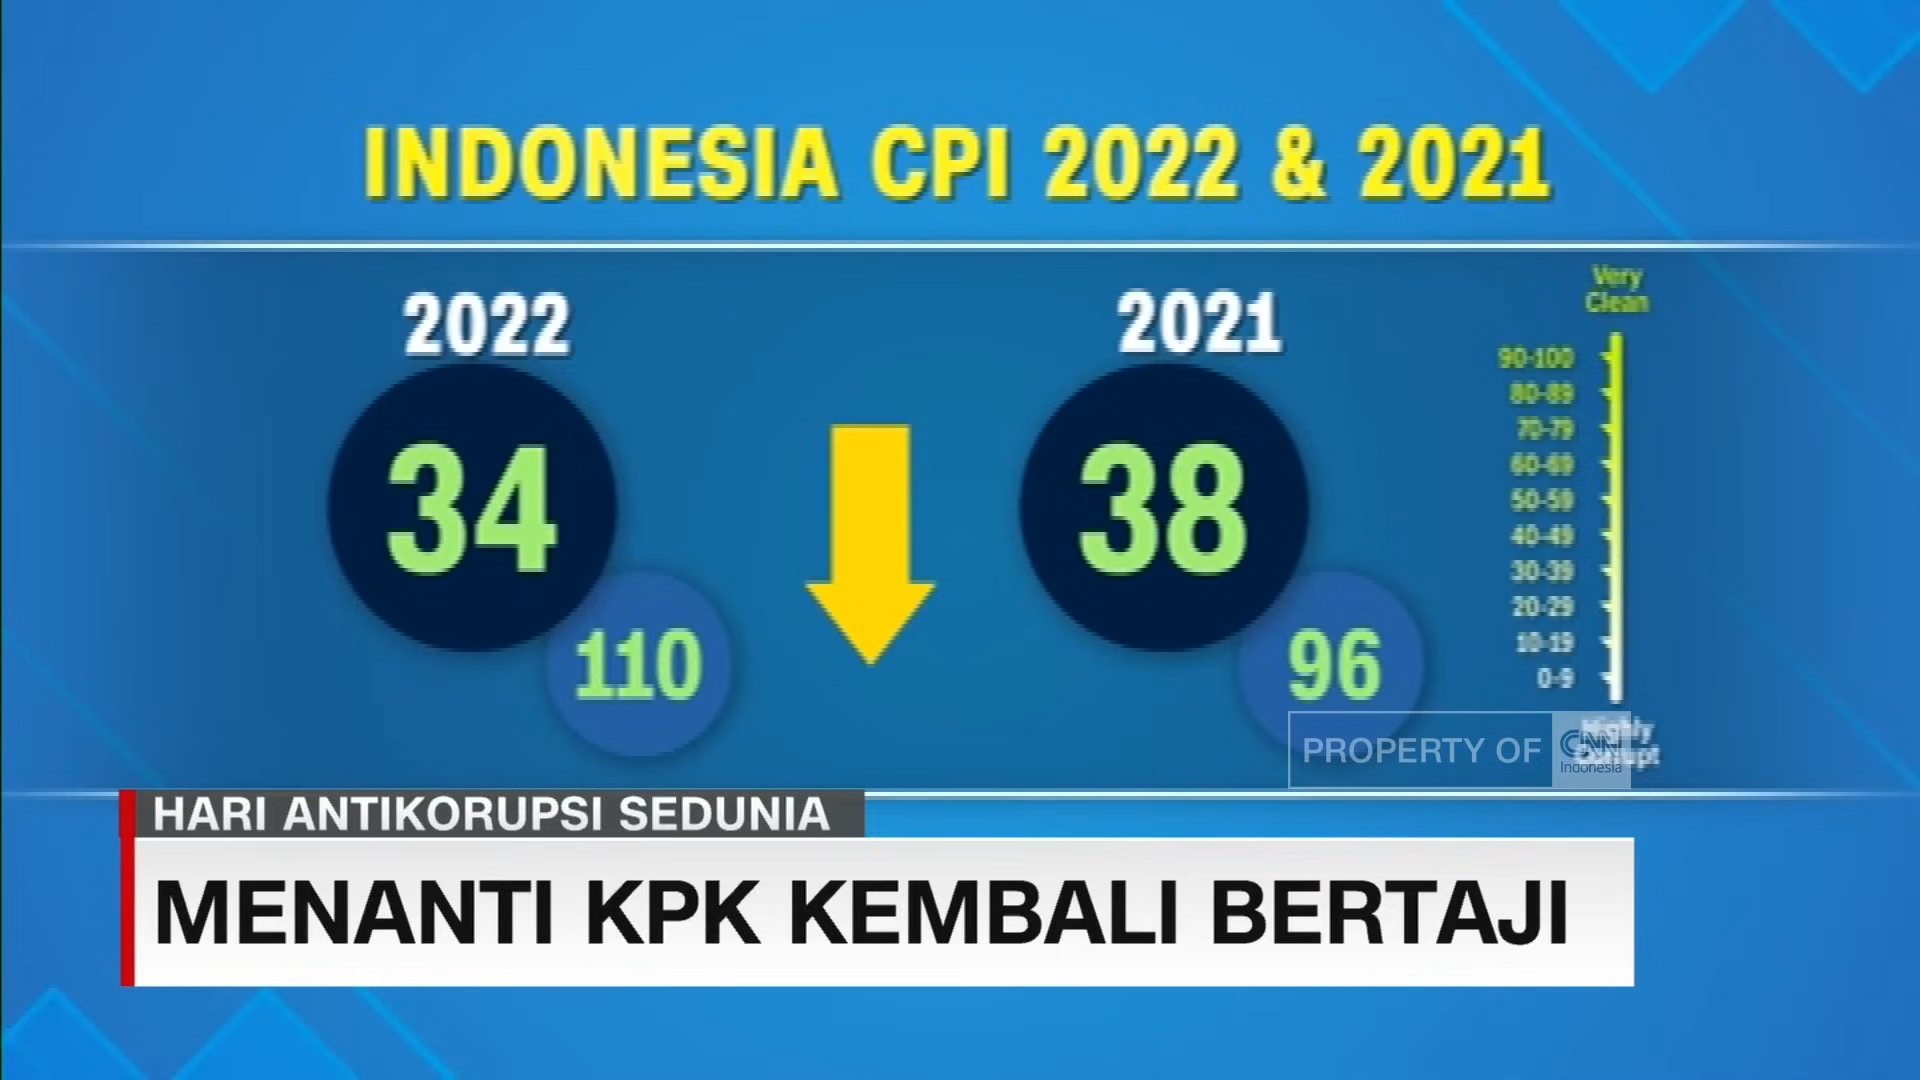 INDONESIA CPI 2022 & 2021
2022
34
110
2021
38
96
Very
Clean
90-100
80-89
70-79
60-69
50-59
40-49
30-39
20-29
10-19
0-9
Highly
Corrupt
PROPERTY OF CNN Indonesia
HARI ANTIKORUPSI SEDUNIA
MENANTI KPK KEMBALI BERTAJI